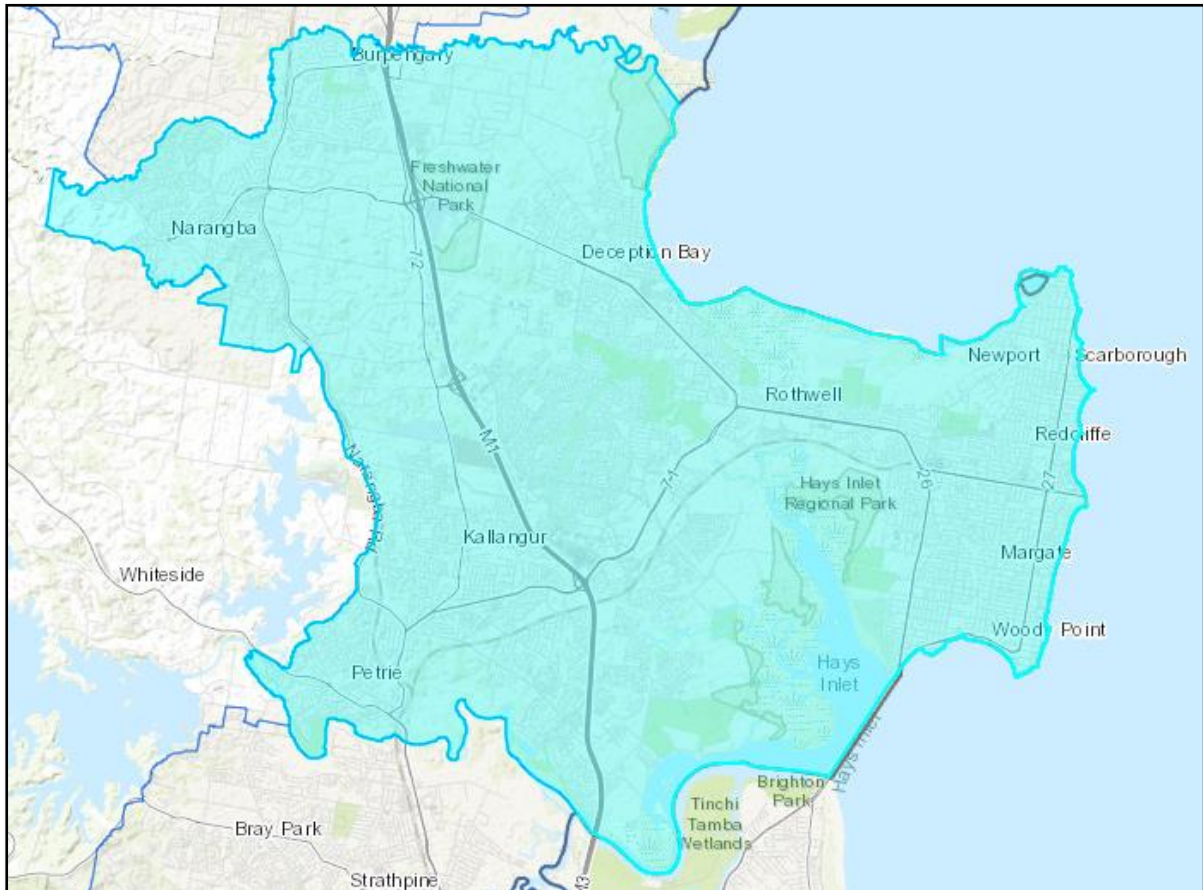 Burpengary
Freshwater
National
Park
Narangba
72
Deception Bay
Newport
Scarborough
Rothwell
M1
Redcliffe
Narangba Rd
71
26
27
Hays Inlet
Regional Park
Kallangur
Margate
Whiteside
Woody Point
Petrie
Hays
Inlet
Hays Inlet
Brighton
Park
Tinchi
Tamba
Wetlands
Bray Park
Strathpine
M3